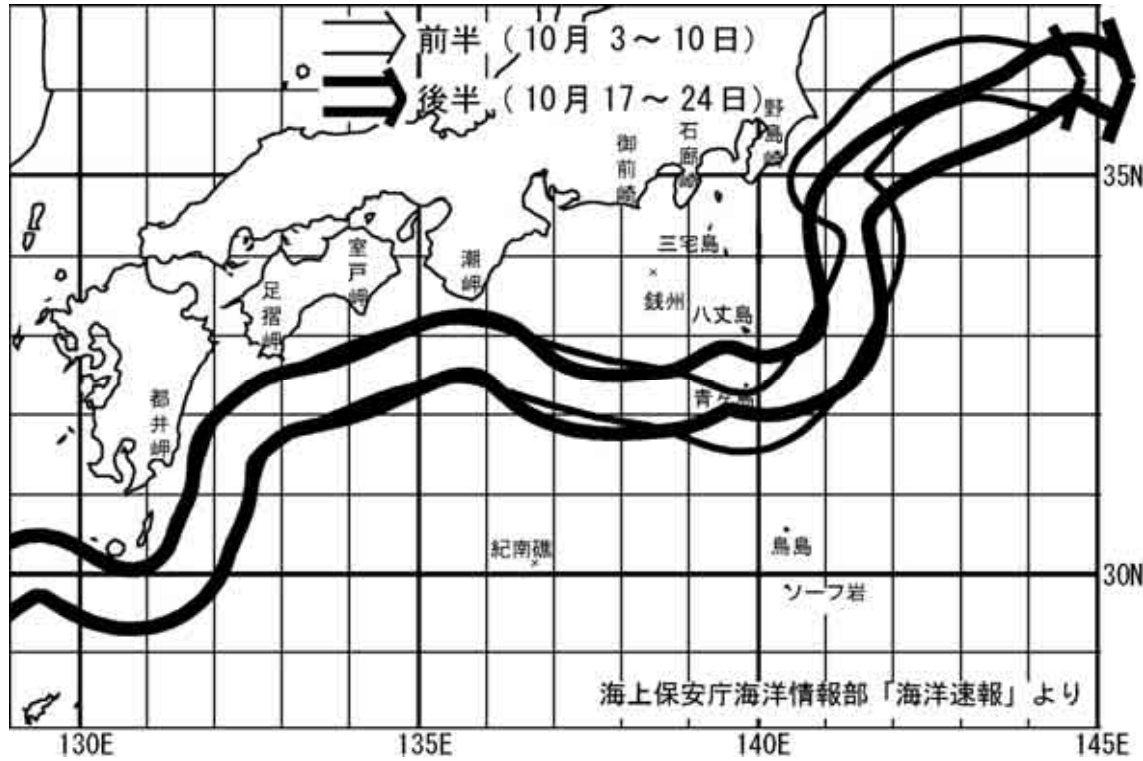 前半（10月 3～10日）
後半（10月 17～24日）
野島崎
石廊崎
御前崎
35N
三宅島
室戸岬
潮岬
足摺岬
銭州
八丈島
青ヶ島
都井岬
紀南礁
鳥島
30N
ソーフ岩
海上保安庁海洋情報部「海洋速報」より
130E
135E
140E
145E